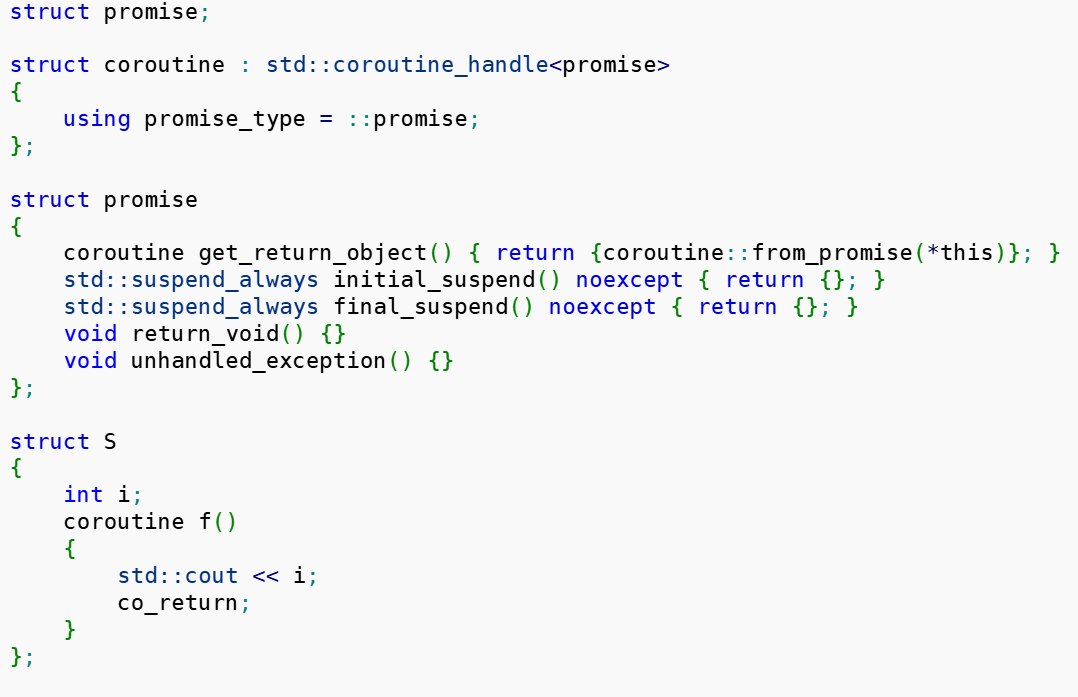 struct promise;
struct coroutine : std::coroutine_handle<promise>
{
    using promise_type = ::promise;
};
struct promise
{
    coroutine get_return_object() { return {coroutine::from_promise(*this)}; }
    std::suspend_always initial_suspend() noexcept { return {}; }
    std::suspend_always final_suspend() noexcept { return {}; }
    void return_void() {}
    void unhandled_exception() {}
};
struct S
{
    int i;
    coroutine f()
    {
        std::cout << i;
        co_return;
    }
};